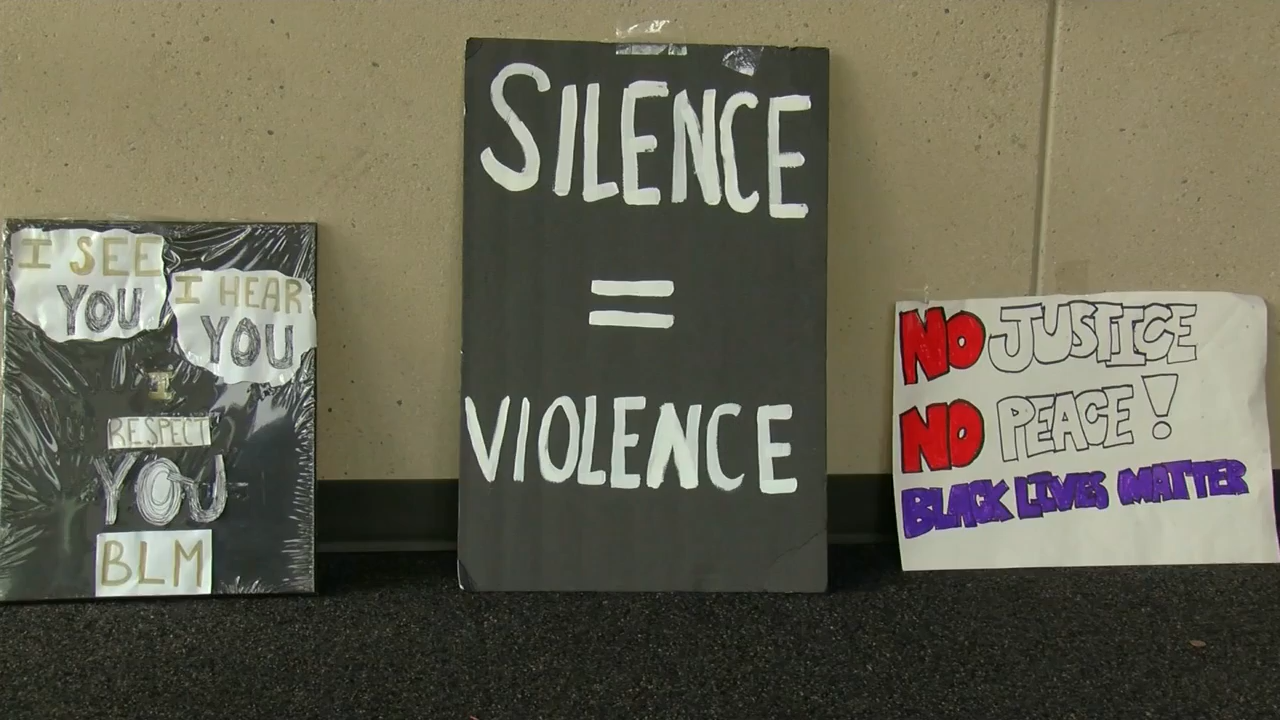 I SEE
YOU
I HEAR
YOU
I
RESPECT
YOU
BLM
SILENCE
=
VIOLENCE
NO JUSTICE
NO PEACE!
BLACK LIVES MATTER